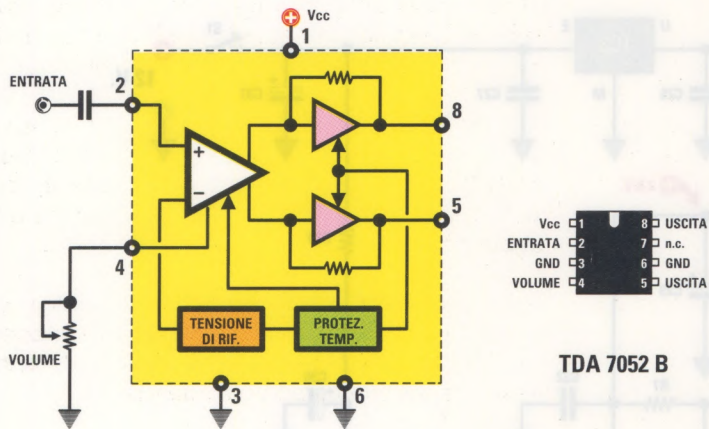 Vcc
1
ENTRATA
2
8
+
−
5
4
VOLUME
TENSIONE
DI RIF.
PROTEZ.
TEMP.
3
6
Vcc 1 8 USCITA
ENTRATA 2 7 n.c.
GND 3 6 GND
VOLUME 4 5 USCITA
TDA 7052 B